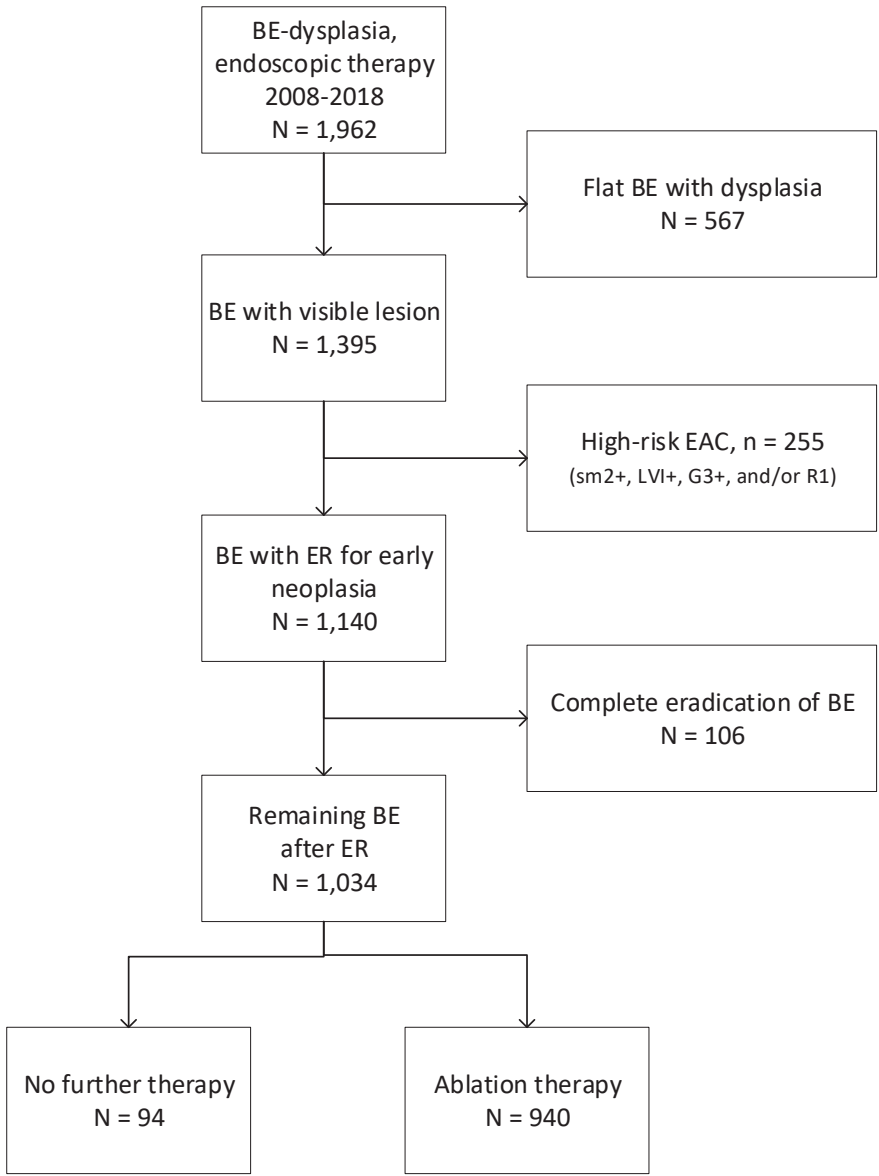 BE-dysplasia,
endoscopic therapy
2008-2018
N = 1,962
Flat BE with dysplasia
N = 567
BE with visible lesion
N = 1,395
High-risk EAC, n = 255
(sm2+, LVI+, G3+, and/or R1)
BE with ER for early
neoplasia
N = 1,140
Complete eradication of BE
N = 106
Remaining BE
after ER
N = 1,034
No further therapy
N = 94
Ablation therapy
N = 940